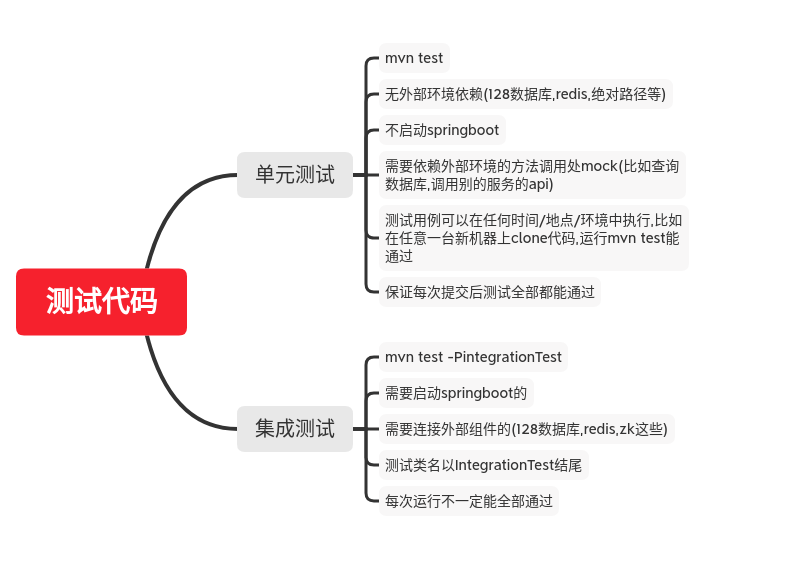 测试代码
单元测试
mvn test
无外部环境依赖(128数据库,redis,绝对路径等)
不启动springboot
需要依赖外部环境的方法调用处mock(比如查询
数据库,调用别的服务的api)
测试用例可以在任何时间/地点/环境中执行,比如
在任意一台新机器上clone代码,运行mvn test能
通过
保证每次提交后测试全部都能通过
集成测试
mvn test -PintegrationTest
需要启动springboot的
需要连接外部组件的(128数据库,redis,zk这些)
测试类名以IntegrationTest结尾
每次运行不一定能全部通过